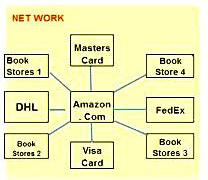 NET WORK
Masters
Card
Book
Stores 1
Book
Store 4
DHL
Amazon
. Com
FedEx
Book
Stores 2
Visa
Card
Book
Stores 3